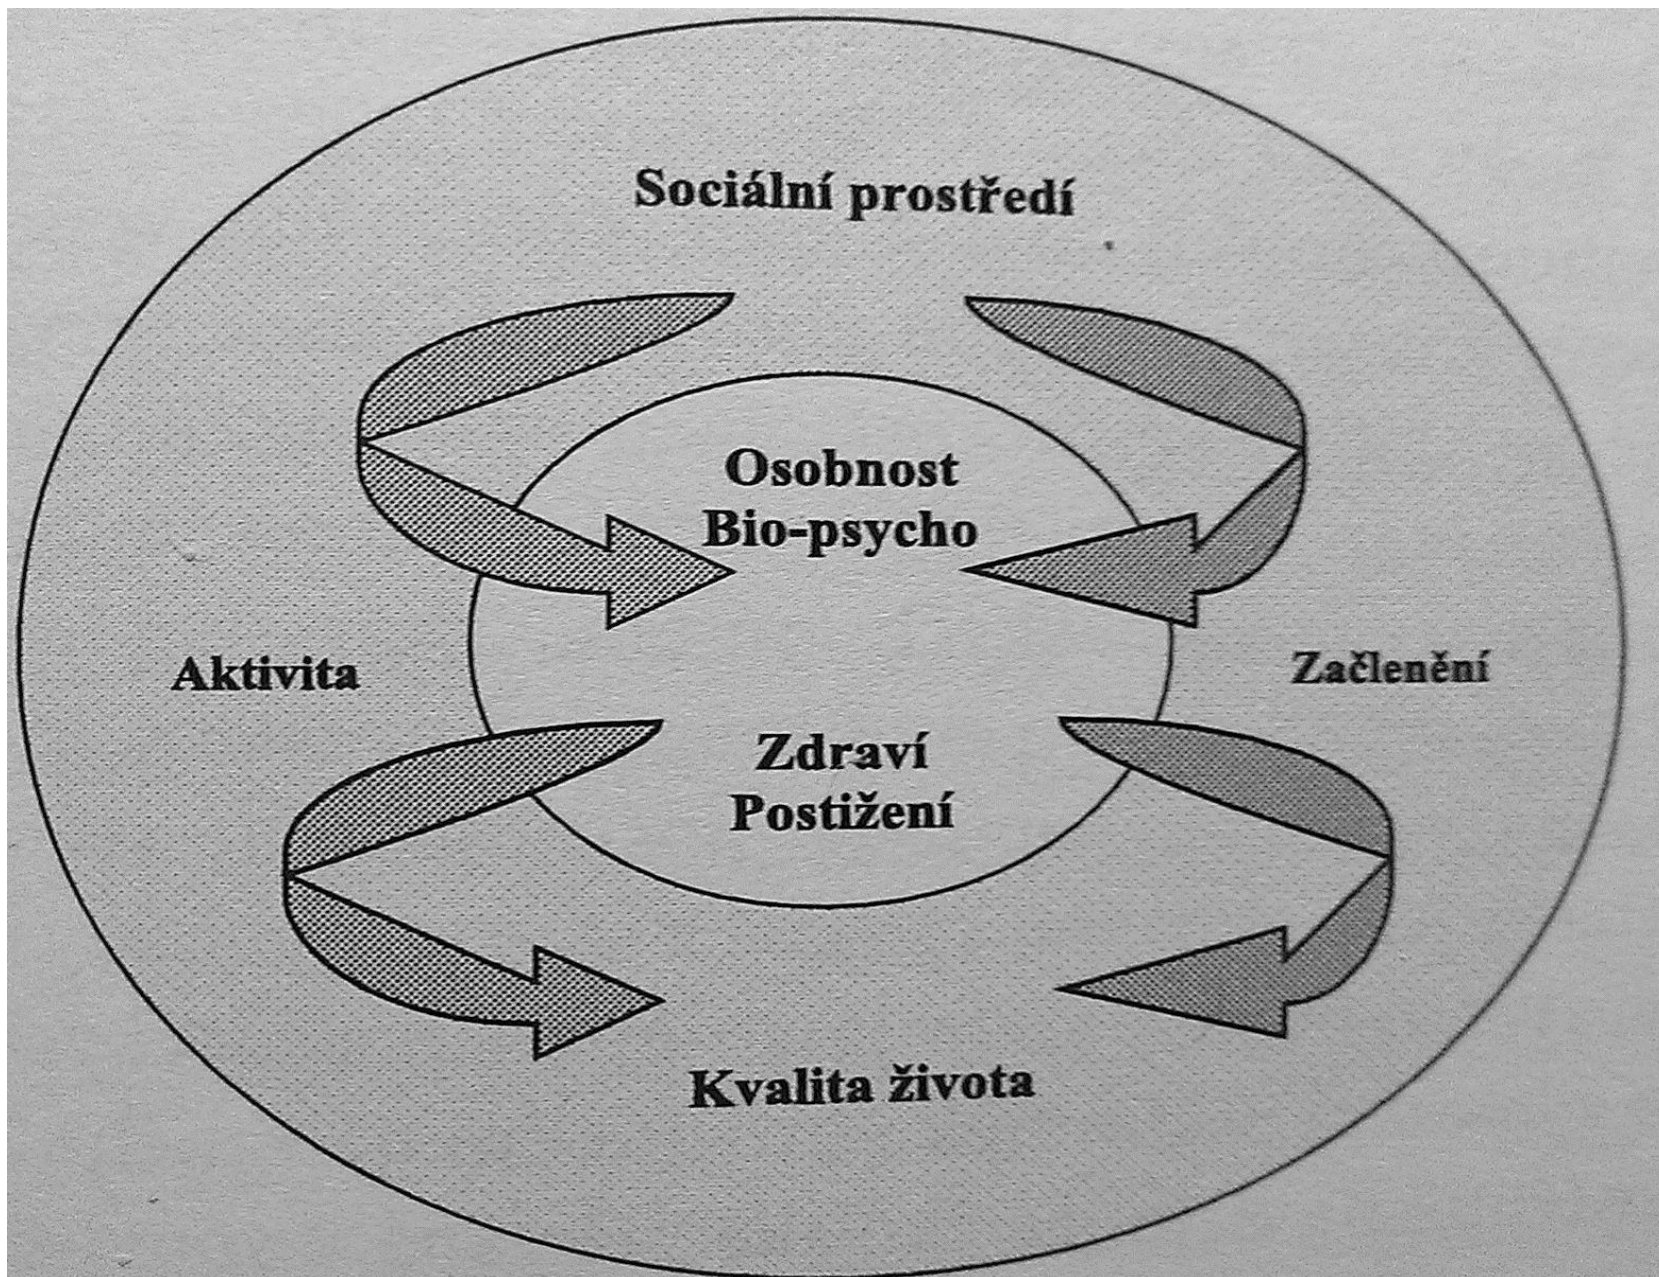 Sociální prostředí
Osobnost
Bio-psycho
Aktivita
Začlenění
Zdraví
Postižení
Kvalita života